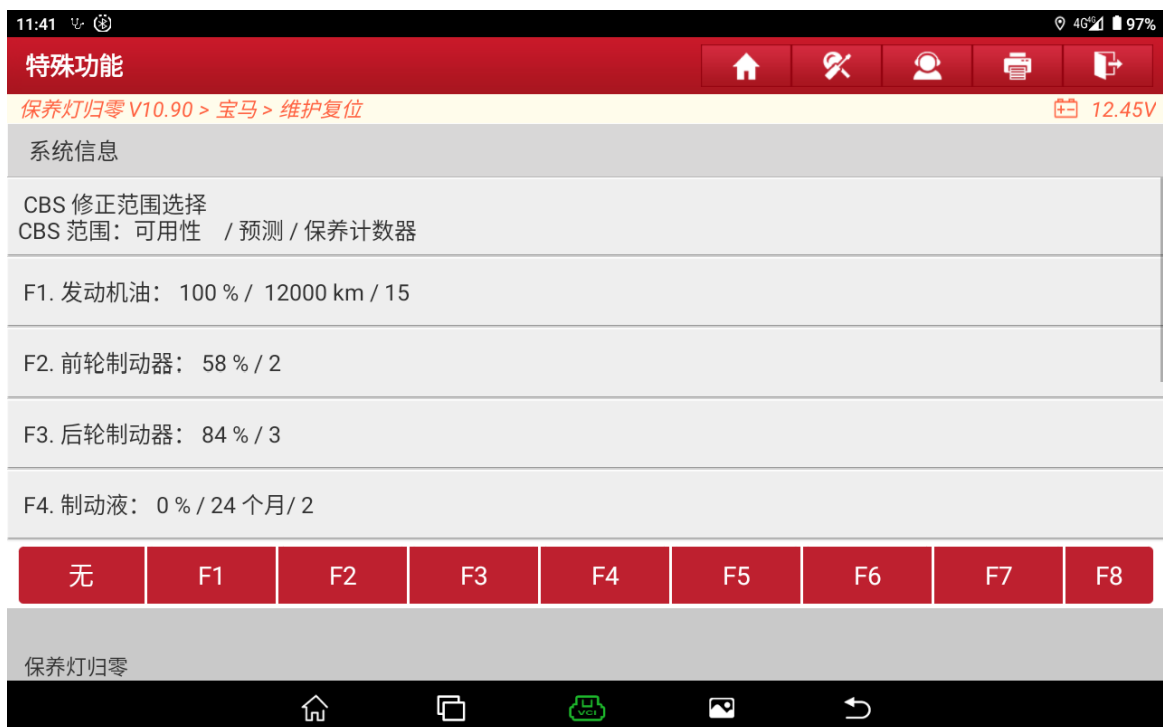 11:41
4G 4G 97%
特殊功能
保养灯归零 V10.90 > 宝马 > 维护复位
12.45V
系统信息
CBS 修正范围选择
CBS 范围：可用性 / 预测 / 保养计数器
F1. 发动机油： 100 % / 12000 km / 15
F2. 前轮制动器： 58 % / 2
F3. 后轮制动器： 84 % / 3
F4. 制动液： 0 % / 24 个月/ 2
无 F1 F2 F3 F4 F5 F6 F7 F8
保养灯归零
VCI